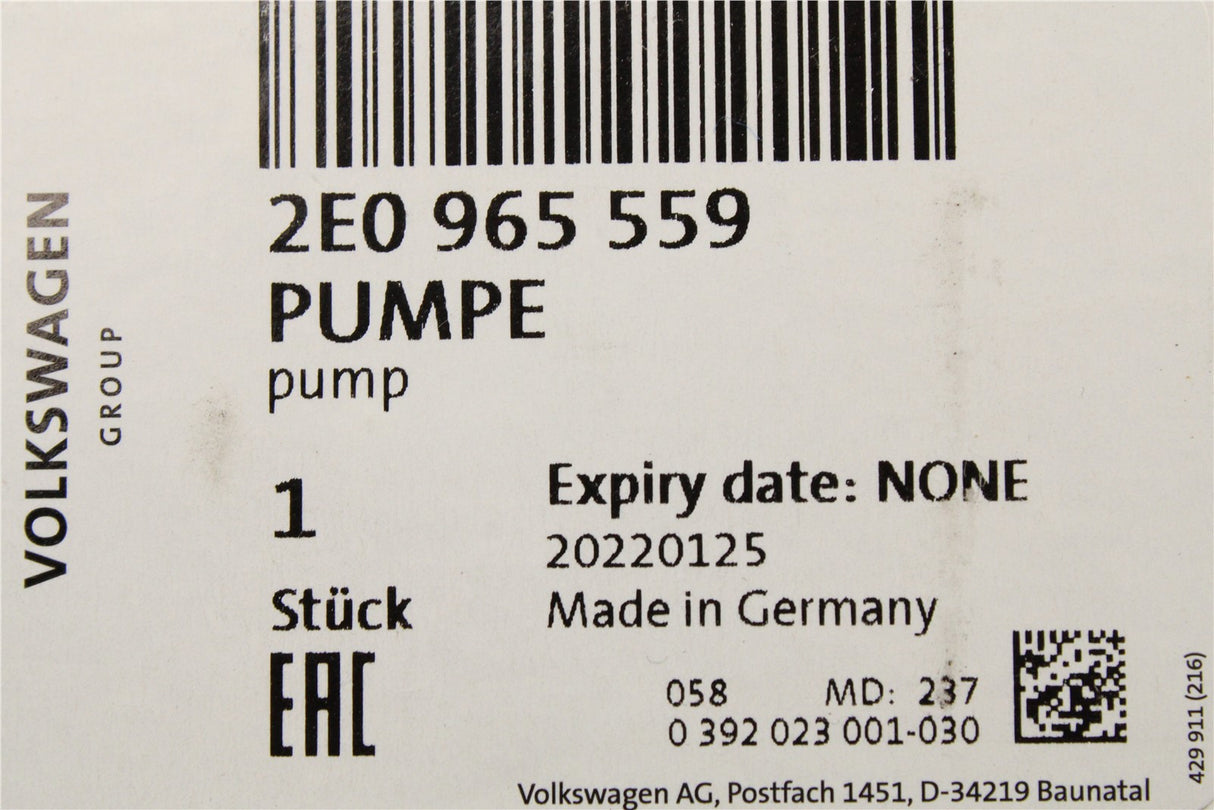 2E0 965 559
PUMPE
pump
VOLKSWAGEN
GROUP
1
Expiry date: NONE
20220125
Stück
Made in Germany
EAC
058 MD: 237
0 392 023 001-030
429 911 (216)
Volkswagen AG, Postfach 1451, D-34219 Baunatal